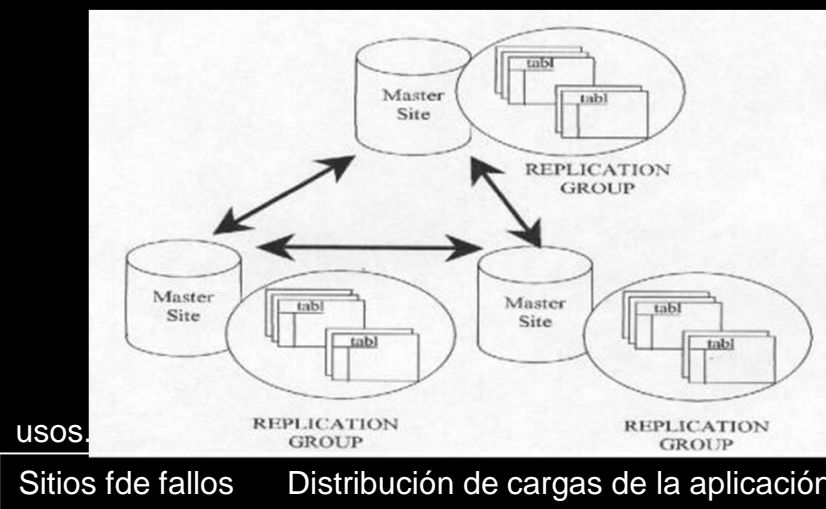 tabl
tabl
Master
Site
REPLICATION
GROUP
Master
Site
tabl
tabl
Master
Site
tabl
tabl
REPLICATION
GROUP
REPLICATION
GROUP
usos.
Sitios fde fallos Distribución de cargas de la aplicación